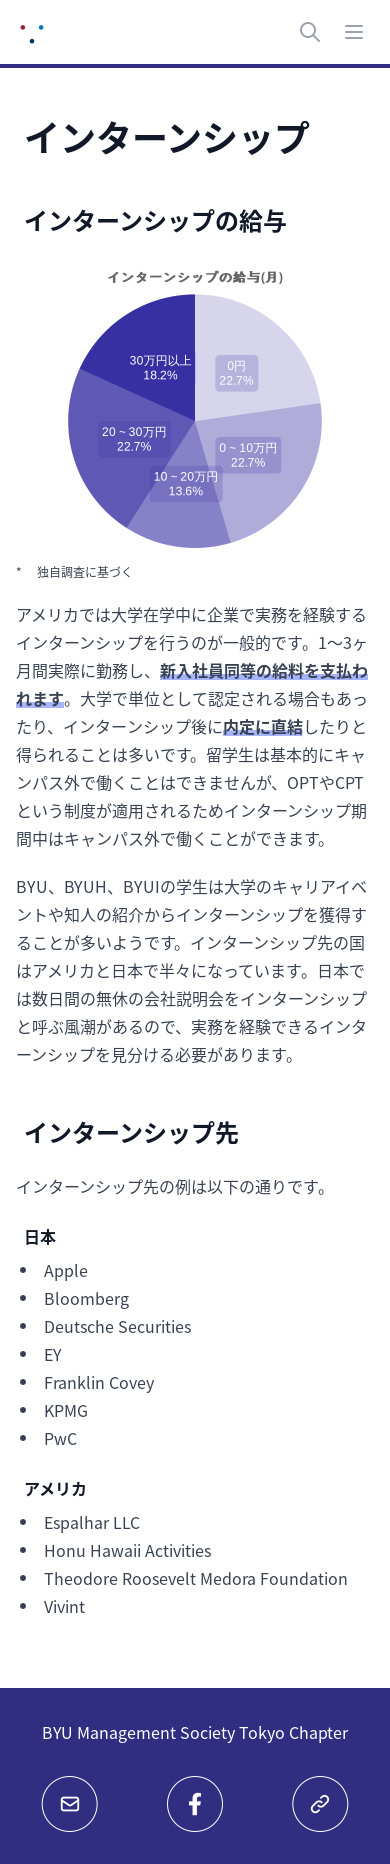 インターンシップ
インターンシップの給与
インターンシップの給与(月)
30万円以上
18.2%
0円
22.7%
20 ~ 30万円
22.7%
0 ~ 10万円
22.7%
10 ~ 20万円
13.6%
* 独自調査に基づく
アメリカでは大学在学中に企業で実務を経験する
インターンシップを行うのが一般的です。1〜3ヶ
月間実際に勤務し、新入社員同等の給料を支払わ
れます。大学で単位として認定される場合もあっ
たり、インターンシップ後に内定に直結したりと
得られることは多いです。留学生は基本的にキャ
ンパス外で働くことはできませんが、OPTやCPT
という制度が適用されるためインターンシップ期
間中はキャンパス外で働くことができます。
BYU、BYUH、BYUIの学生は大学のキャリアイベ
ントや知人の紹介からインターンシップを獲得す
ることが多いようです。インターンシップ先の国
はアメリカと日本で半々になっています。日本で
は数日間の無休の会社説明会をインターンシップ
と呼ぶ風潮があるので、実務を経験できるインタ
ーンシップを見分ける必要があります。
インターンシップ先
インターンシップ先の例は以下の通りです。
日本
• Apple
• Bloomberg
• Deutsche Securities
• EY
• Franklin Covey
• KPMG
• PwC
アメリカ
• Espalhar LLC
• Honu Hawaii Activities
• Theodore Roosevelt Medora Foundation
• Vivint
BYU Management Society Tokyo Chapter